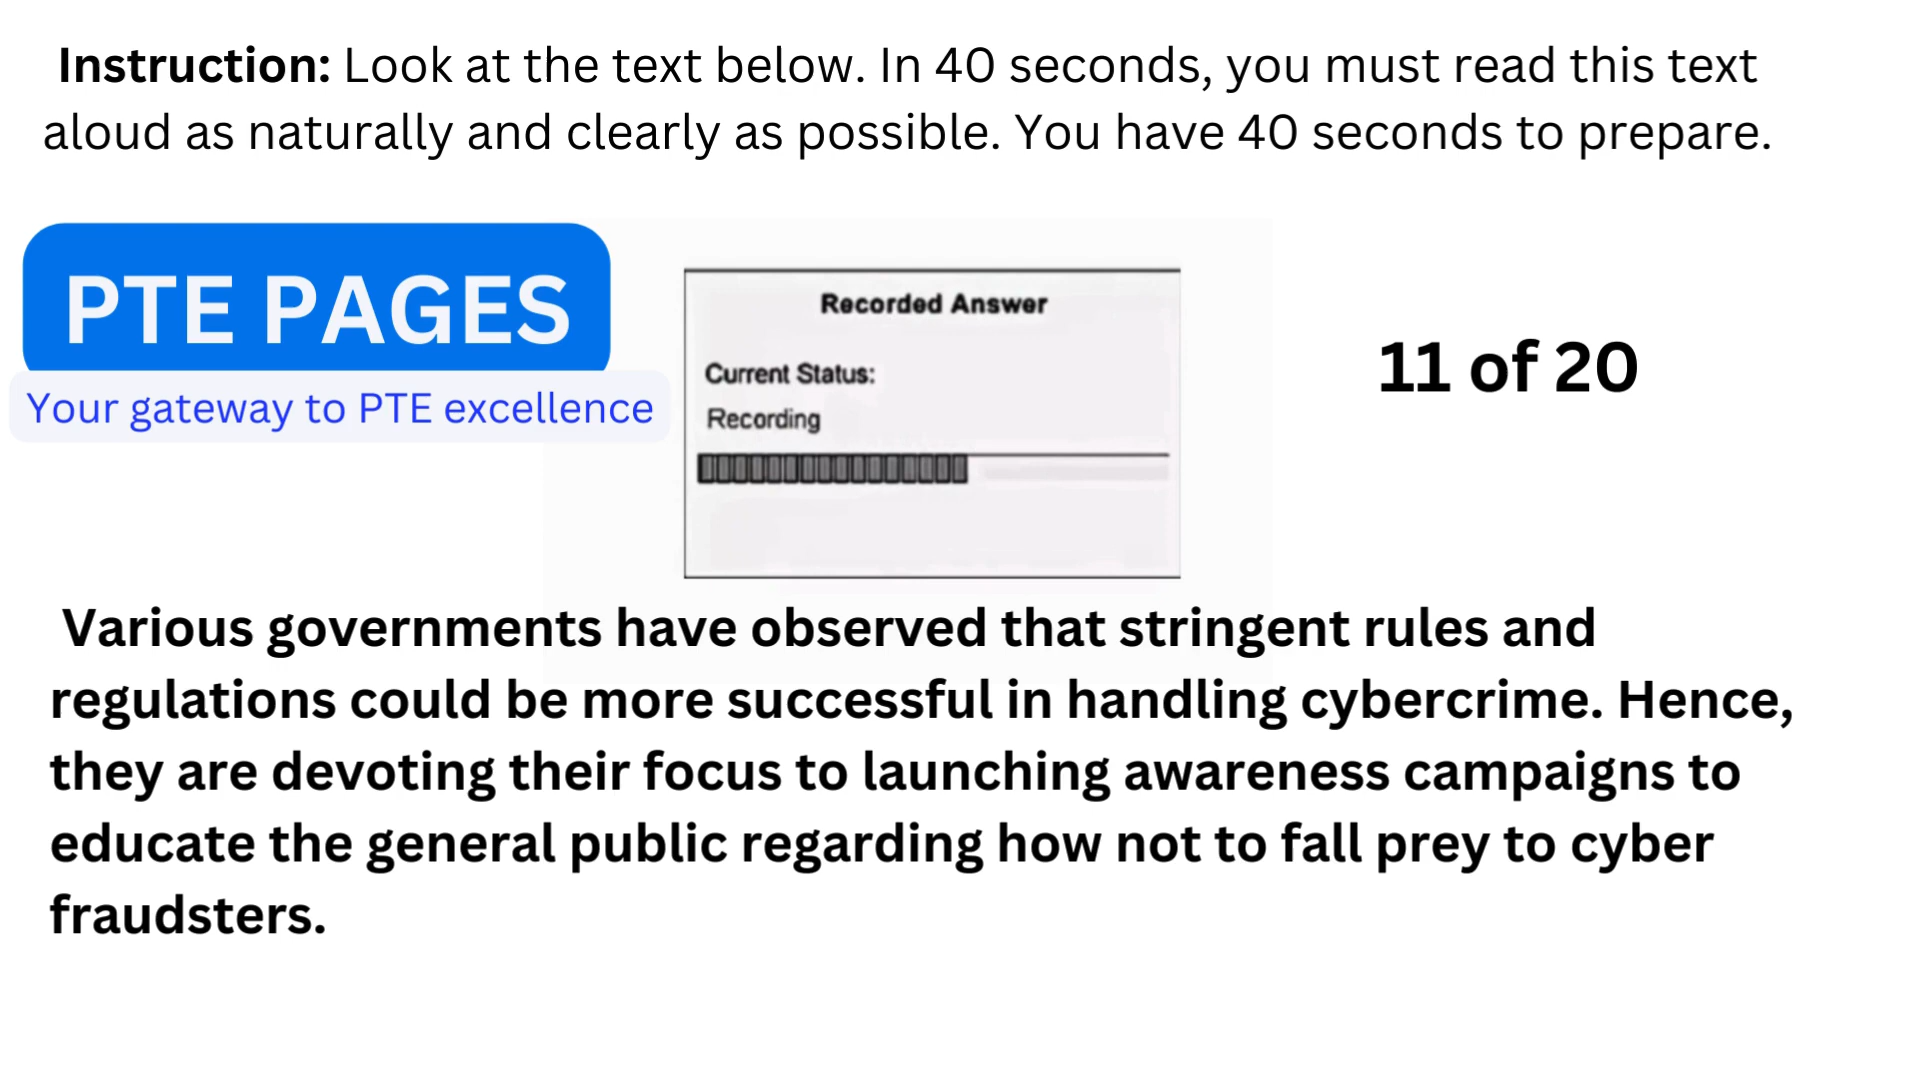 Instruction: Look at the text below. In 40 seconds, you must read this text
aloud as naturally and clearly as possible. You have 40 seconds to prepare.
PTE PAGES
Your gateway to PTE excellence
Recorded Answer
Current Status:
Recording
11 of 20
Various governments have observed that stringent rules and
regulations could be more successful in handling cybercrime. Hence,
they are devoting their focus to launching awareness campaigns to
educate the general public regarding how not to fall prey to cyber
fraudsters.